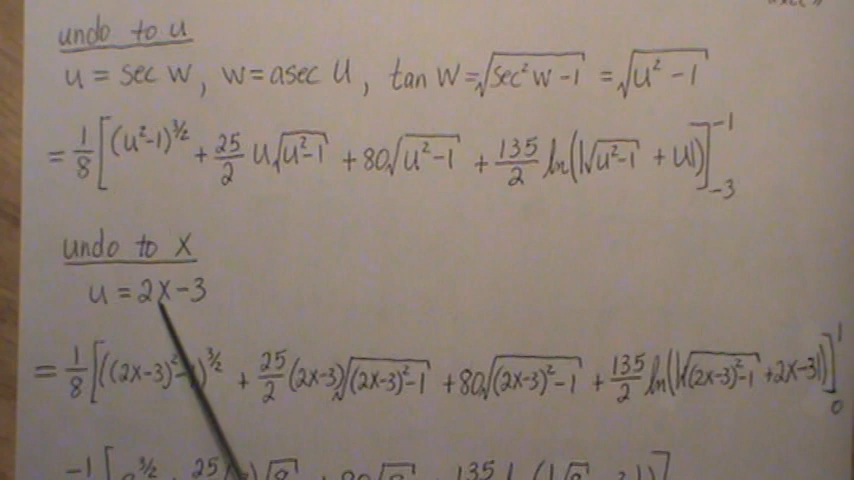 undo to u
u = sec w, w = asec u, tan w = √(sec² w − 1) = √(u² − 1)
= 1/8 [(u²−1)^3/2 + 25/2 u√(u²−1) + 80√(u²−1) + 135/2 ln(|√(u²−1) + u|)]_−3^−1
undo to x
u = 2x−3
= 1/8 [((2x−3)²−1)^3/2 + 25/2 (2x−3)√((2x−3)²−1) + 80√((2x−3)²−1) + 135/2 ln(|√((2x−3)²−1) + 2x−3|)]_0^1